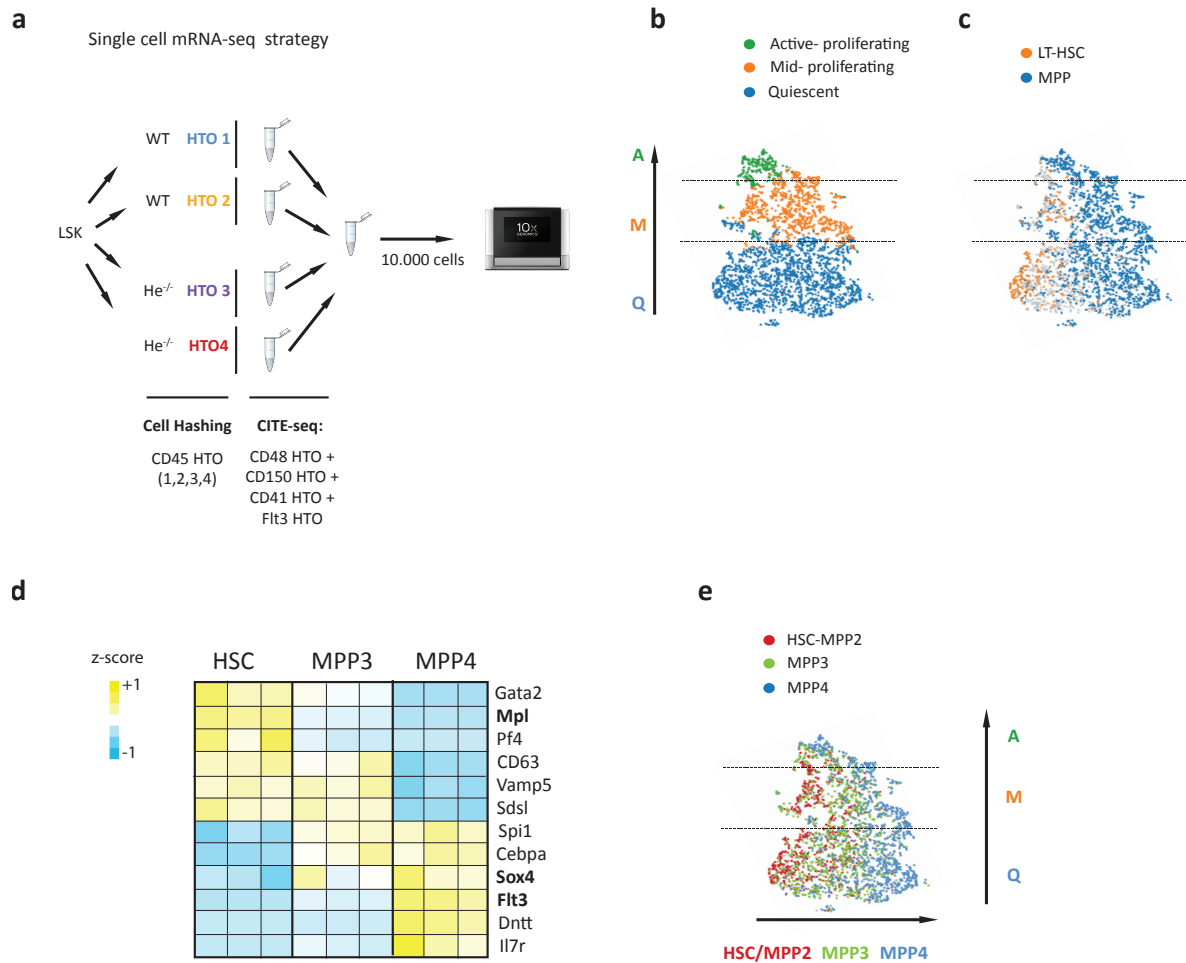 a
Single cell mRNA-seq strategy
WT HTO 1
WT HTO 2
LSK
He-/- HTO 3
He-/- HTO4
10x
GENOMICS
10.000 cells
Cell Hashing
CD45 HTO
(1,2,3,4)
CITE-seq:
CD48 HTO +
CD150 HTO +
CD41 HTO +
Flt3 HTO
b
Active- proliferating
Mid- proliferating
Quiescent
A
M
Q
c
LT-HSC
MPP
d
z-score
+1
-1
HSC MPP3 MPP4
Gata2
Mpl
Pf4
CD63
Vamp5
Sdsl
Spi1
Cebpa
Sox4
Flt3
Dntt
Il7r
e
HSC-MPP2
MPP3
MPP4
A
M
Q
HSC/MPP2 MPP3 MPP4